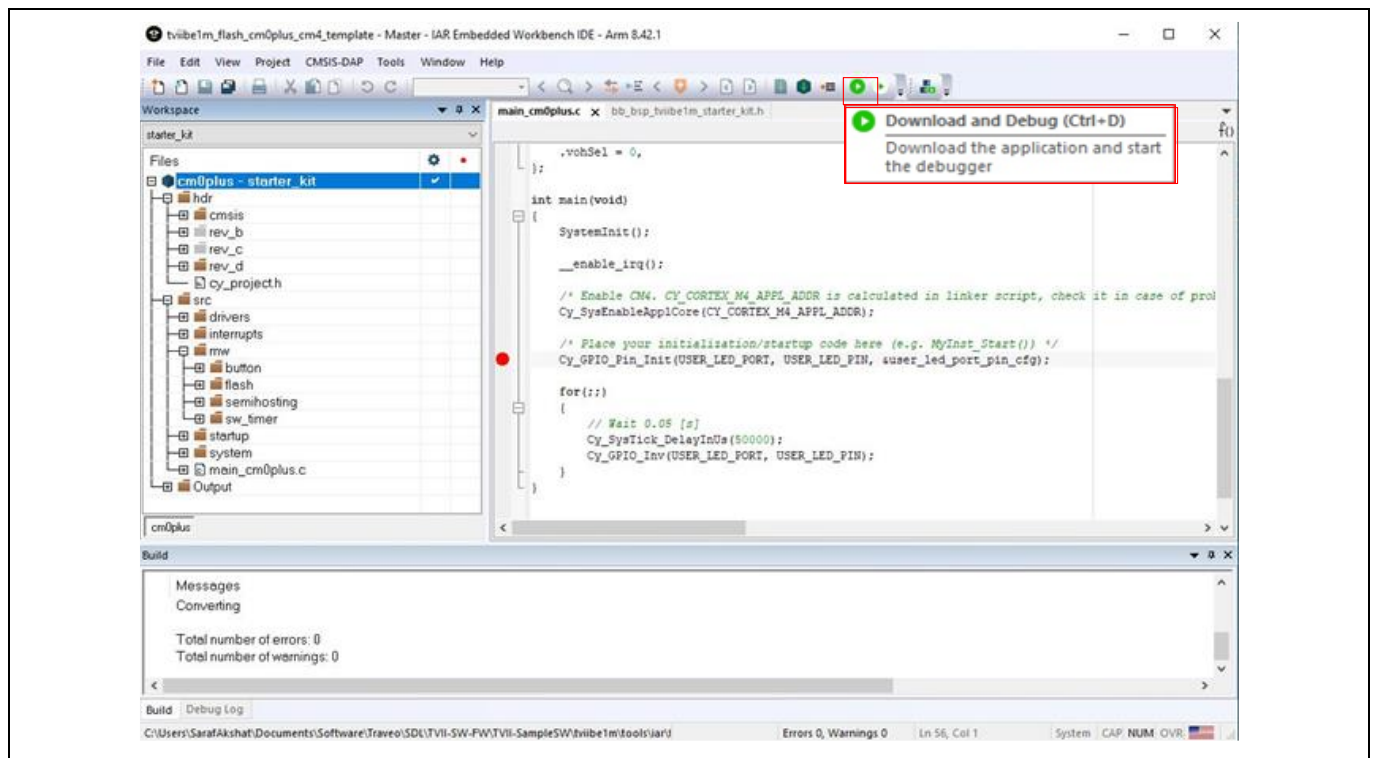 tviibe1m_flash_cm0plus_cm4_template - Master - IAR Embedded Workbench IDE - Arm 8.42.1
File Edit View Project CMSIS-DAP Tools Window Help
Workspace
starter_kit
Files
cm0plus - starter_kit
hdr
cmsis
rev_b
rev_c
rev_d
cy_project.h
src
drivers
interrupts
mw
button
flash
semihosting
sw_timer
startup
system
main_cm0plus.c
Output
cm0plus
main_cm0plus.c x bb_bsp_tviibe1m_starter_kit.h
Download and Debug (Ctrl+D)
Download the application and start
the debugger
f()
.vohSel = 0,
};
int main(void)
{
SystemInit();
__enable_irq();
/* Enable CM4. CY_CORTEX_M4_APPL_ADDR is calculated in linker script, check it in case of prol
Cy_SysEnableApplCore(CY_CORTEX_M4_APPL_ADDR);
/* Place your initialization/startup code here (e.g. MyInst_Start()) */
Cy_GPIO_Pin_Init(USER_LED_PORT, USER_LED_PIN, &user_led_port_pin_cfg);
for(;;)
{
// Wait 0.05 [s]
Cy_SysTick_DelayInUs(50000);
Cy_GPIO_Inv(USER_LED_PORT, USER_LED_PIN);
}
}
Build
Messages
Converting
Total number of errors: 0
Total number of warnings: 0
Build Debug Log
C:\Users\SarafAkshat\Documents\Software\Traveo\SDL\TVII-SW-FW\TVII-SampleSW\tviibe1m\tools\iar\ Errors 0, Warnings 0 Ln 56, Col 1 System CAP NUM OVR